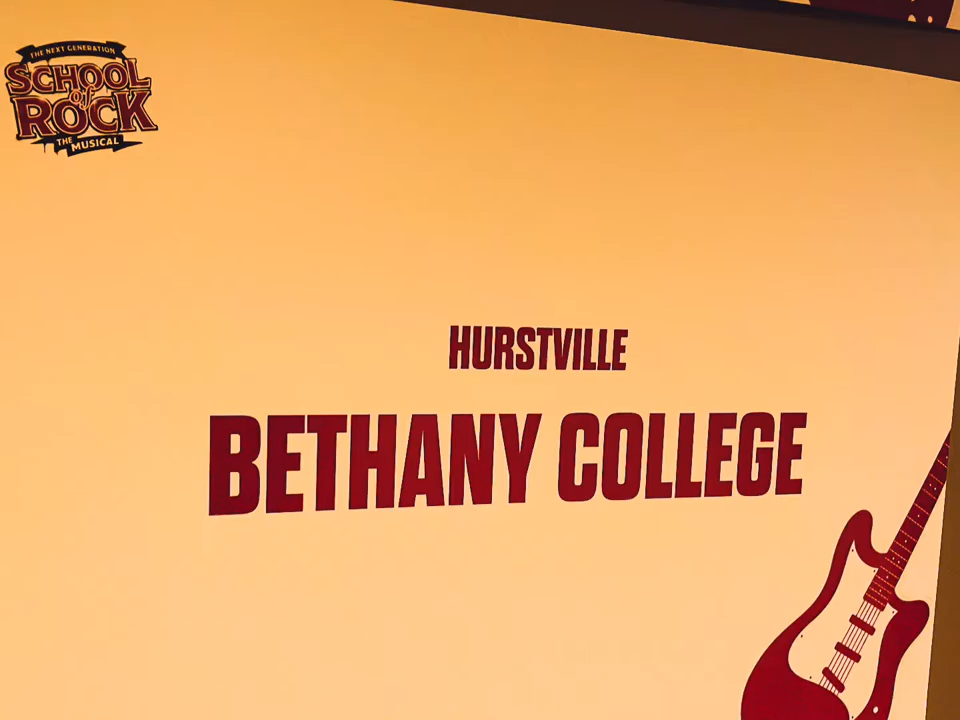 THE NEXT GENERATION
SCHOOL
of
ROCK
THE
MUSICAL
HURSTVILLE
BETHANY COLLEGE